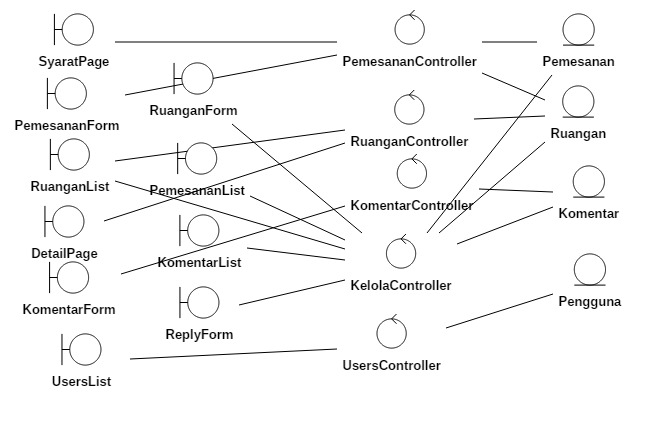 SyaratPage
PemesananController
Pemesanan
PemesananForm
RuanganForm
RuanganController
Ruangan
RuanganList
PemesananList
KomentarController
Komentar
DetailPage
KomentarList
KelolaController
Pengguna
KomentarForm
ReplyForm
UsersController
UsersList